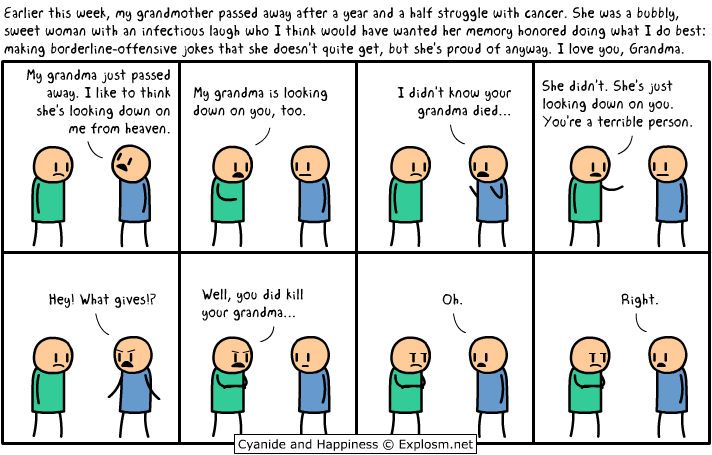 Earlier this week, my grandmother passed away after a year and a half struggle with cancer. She was a bubbly,
sweet woman with an infectious laugh who I think would have wanted her memory honored doing what I do best:
making borderline-offensive jokes that she doesn't quite get, but she's proud of anyway. I love you, Grandma.
My grandma just passed
away. I like to think
she's looking down on
me from heaven.
My grandma is looking
down on you, too.
I didn't know your
grandma died...
She didn't. She's just
looking down on you.
You're a terrible person.
Hey! What gives!?
Well, you did kill
your grandma...
Oh.
Right.
Cyanide and Happiness © Explosm.net